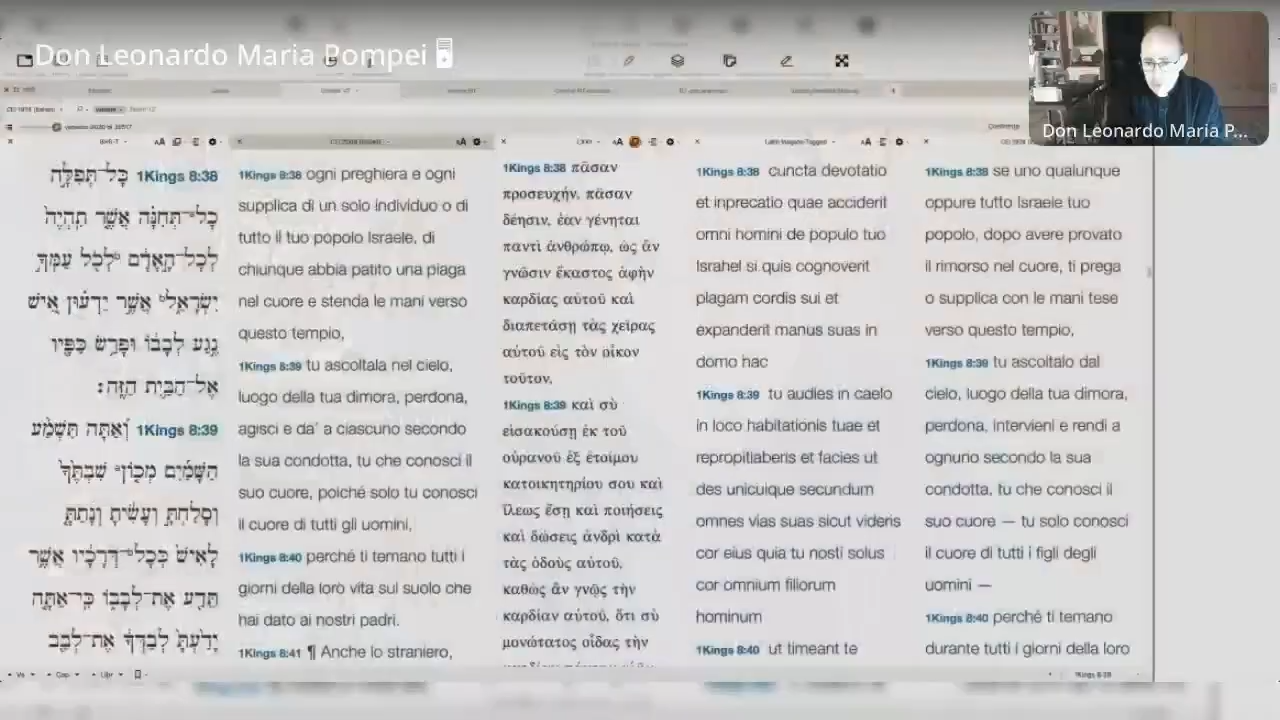 Don Leonardo Maria Pompei
Don Leonardo Maria P...
1Kings 8:38 כָּל־תְּפִלָּ֣ה
כָל־תְּחִנָּ֗ה אֲשֶׁ֤ר תִֽהְיֶה֙
לְכָל־הָ֣אָדָ֔ם לְכֹ֖ל עַמְּךָ֣
יִשְׂרָאֵ֑ל אֲשֶׁ֣ר יֵדְע֗וּן אִ֚ישׁ
נֶ֣גַע לְבָב֔וֹ וּפָרַ֥שׂ כַּפָּ֖יו
אֶל־הַבַּ֥יִת הַזֶּֽה׃
1Kings 8:39 וְ֠אַתָּה תִּשְׁמַ֨ע
הַשָּׁמַ֜יִם מְכ֤וֹן שִׁבְתֶּ֙ךָ֙
וְסָלַחְתָּ֣ וְעָשִׂ֔יתָ וְנָתַתָּ֤
לָאִישׁ֙ כְּכָל־דְּרָכָ֔יו אֲשֶׁ֥ר
תֵּדַ֖ע אֶת־לְבָב֑וֹ כִּֽי־אַתָּ֤ה
יָדַ֙עְתָּ֙ לְבַדְּךָ֔ אֶת־לְבַ֖ב
1Kings 8:38 ogni preghiera e ogni
supplica di un solo individuo o di
tutto il tuo popolo Israele, di
chiunque abbia patito una piaga
nel cuore e stenda le mani verso
questo tempio,
1Kings 8:39 tu ascoltala nel cielo,
luogo della tua dimora, perdona,
agisci e da' a ciascuno secondo
la sua condotta, tu che conosci il
suo cuore, poiché solo tu conosci
il cuore di tutti gli uomini,
1Kings 8:40 perché ti temano tutti i
giorni della loro vita sul suolo che
hai dato ai nostri padri.
1Kings 8:41 ¶ Anche lo straniero,
1Kings 8:38 πᾶσαν
προσευχήν, πᾶσαν
δέησιν, ἐὰν γένηται
παντὶ ἀνθρώπῳ, ὡς ἂν
γνῶσιν ἕκαστος ἁφὴν
καρδίας αὐτοῦ καὶ
διαπετάσῃ τὰς χεῖρας
αὐτοῦ εἰς τὸν οἶκον
τοῦτον,
1Kings 8:39 καὶ σὺ
εἰσακούσῃ ἐκ τοῦ
οὐρανοῦ ἐξ ἑτοίμου
κατοικητηρίου σου καὶ
ἵλεως ἔσῃ καὶ ποιήσεις
καὶ δώσεις ἀνδρὶ κατὰ
τὰς ὁδοὺς αὐτοῦ,
καθὼς ἂν γνῷς τὴν
καρδίαν αὐτοῦ, ὅτι σὺ
μονώτατος οἶδας τὴν
1Kings 8:38 cuncta devotatio
et inprecatio quae acciderit
omni homini de populo tuo
Israhel si quis cognoverit
plagam cordis sui et
expanderit manus suas in
domo hac
1Kings 8:39 tu audies in caelo
in loco habitationis tuae et
repropitiaberis et facies ut
des unicuique secundum
omnes vias suas sicut videris
cor eius quia tu nosti solus
cor omnium filiorum
hominum
1Kings 8:40 ut timeant te
1Kings 8:38 se uno qualunque
oppure tutto Israele tuo
popolo, dopo avere provato
il rimorso nel cuore, ti prega
o supplica con le mani tese
verso questo tempio,
1Kings 8:39 tu ascoltalo dal
cielo, luogo della tua dimora,
perdona, intervieni e rendi a
ognuno secondo la sua
condotta, tu che conosci il
suo cuore — tu solo conosci
il cuore di tutti i figli degli
uomini —
1Kings 8:40 perché ti temano
durante tutti i giorni della loro
1Kings 8:39